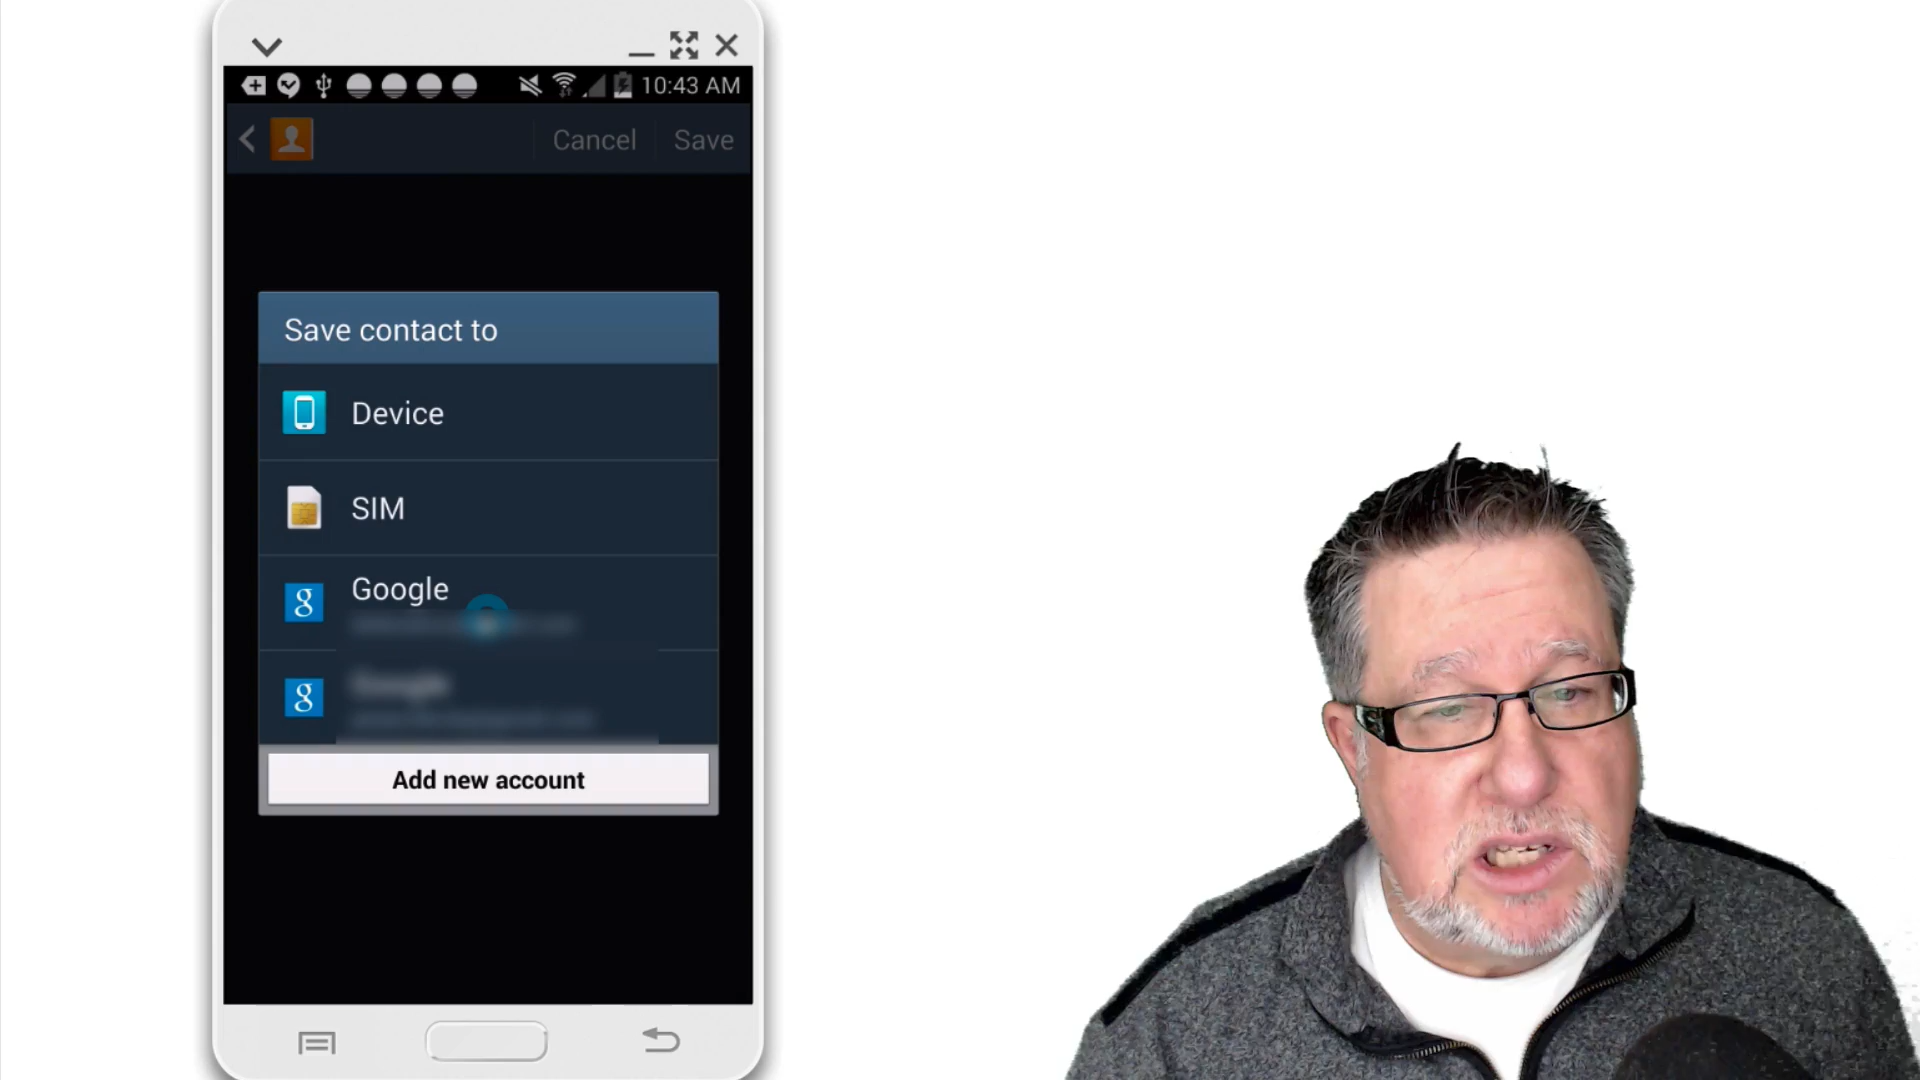 10:43 AM
Cancel
Save
Save contact to
Device
SIM
Google
Add new account